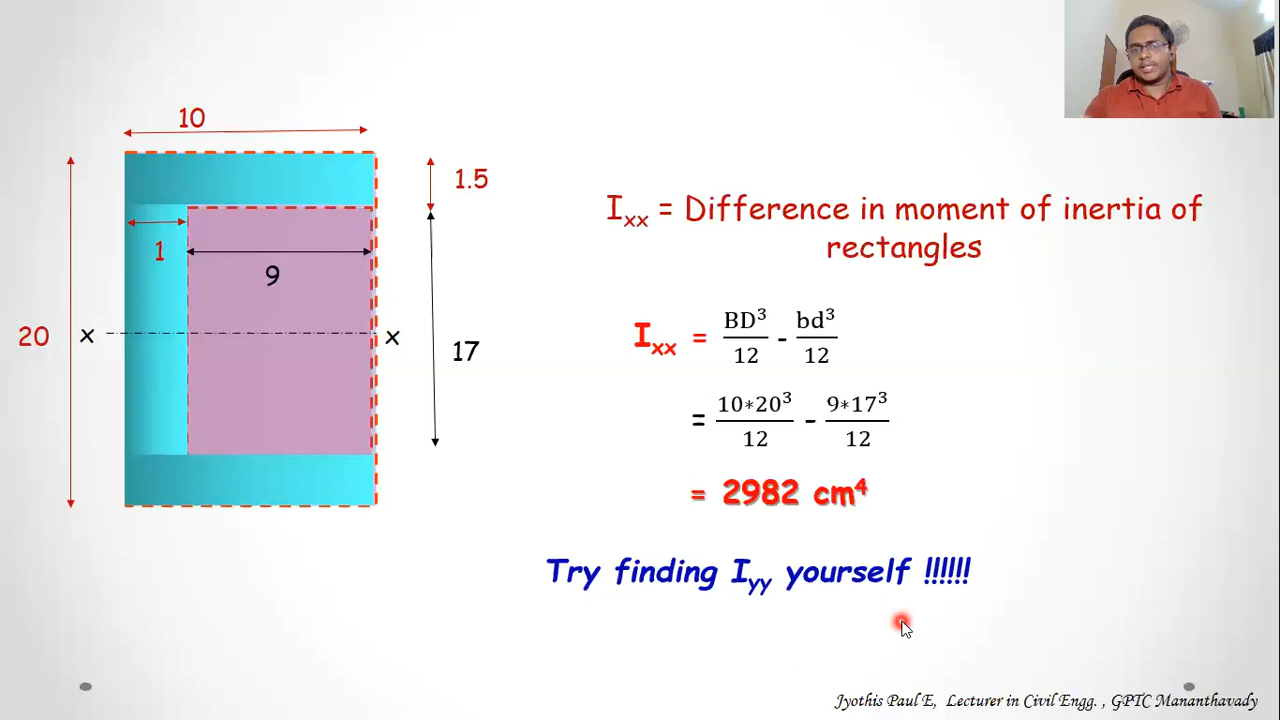 10
1.5
1
9
20
x
x
17
Ixx = Difference in moment of inertia of
rectangles
Ixx = BD³/12 - bd³/12
= 10*20³/12 - 9*17³/12
= 2982 cm⁴
Try finding Iyy yourself !!!!!!
Jyothis Paul E, Lecturer in Civil Engg. , GPTC Mananthavady